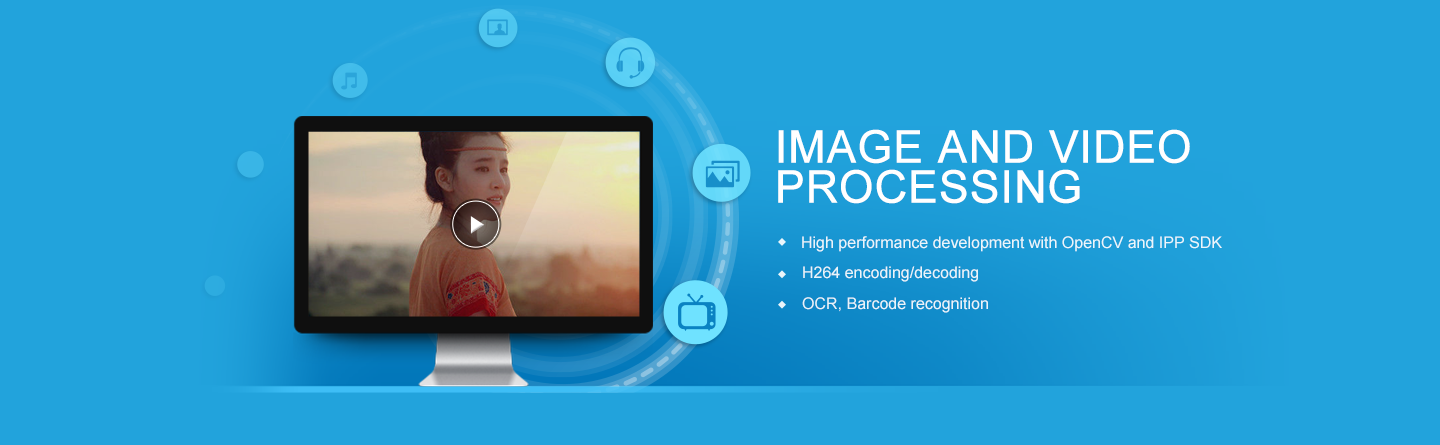 IMAGE AND VIDEO
PROCESSING
High performance development with OpenCV and IPP SDK
H264 encoding/decoding
OCR, Barcode recognition